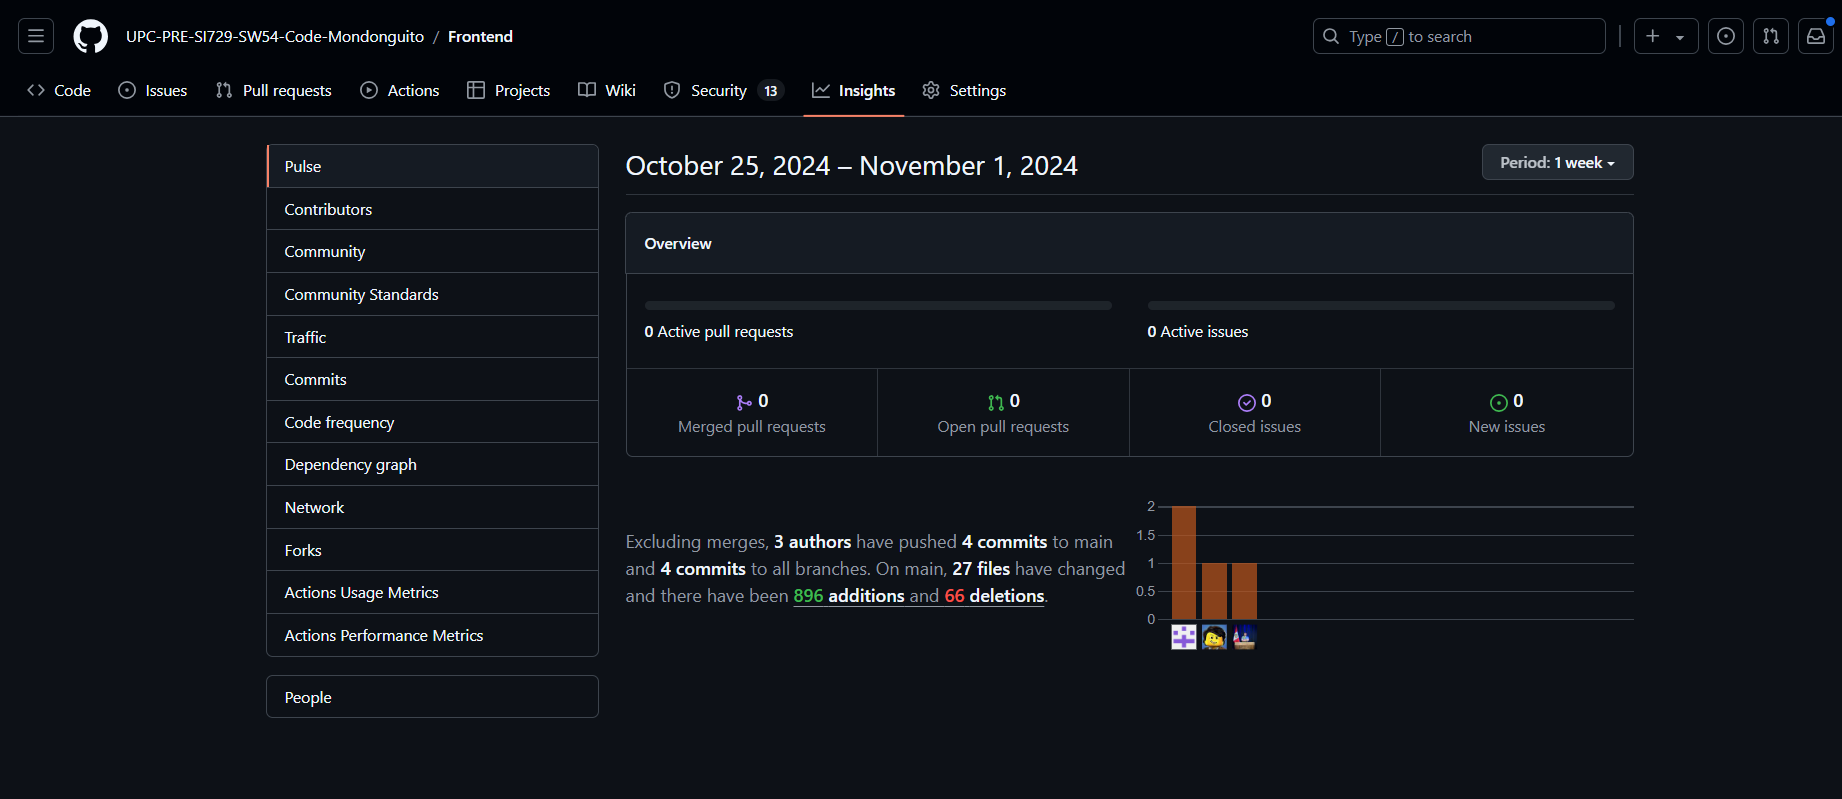 UPC-PRE-SI729-SW54-Code-Mondonguito / Frontend
Type / to search
Code
Issues
Pull requests
Actions
Projects
Wiki
Security 13
Insights
Settings
Pulse
Contributors
Community
Community Standards
Traffic
Commits
Code frequency
Dependency graph
Network
Forks
Actions Usage Metrics
Actions Performance Metrics
People
October 25, 2024 – November 1, 2024
Period: 1 week
Overview
0 Active pull requests
0 Active issues
0
Merged pull requests
0
Open pull requests
0
Closed issues
0
New issues
Excluding merges, 3 authors have pushed 4 commits to main
and 4 commits to all branches. On main, 27 files have changed
and there have been 896 additions and 66 deletions.
2
1.5
1
0.5
0